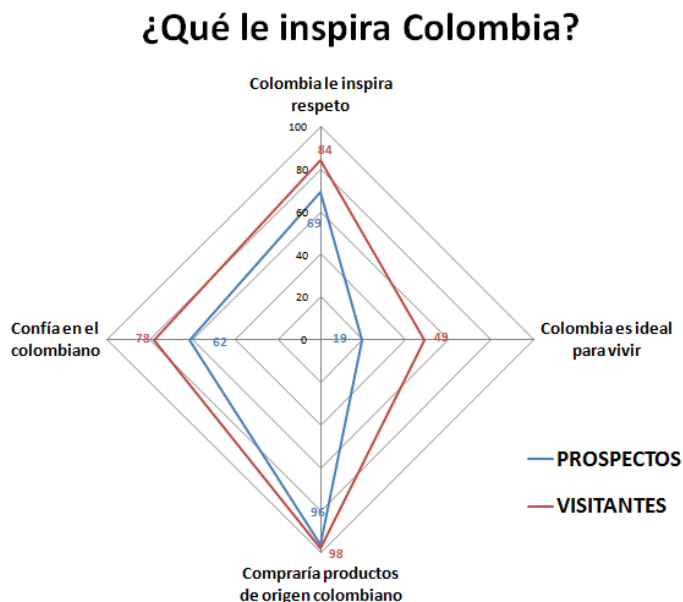 ¿Qué le inspira Colombia?
Colombia le inspira
respeto
100
84
80
69
60
40
20
0
Confía en el
colombiano
78
62
19
49
Colombia es ideal
para vivir
PROSPECTOS
VISITANTES
96
98
Compraría productos
de origen colombiano